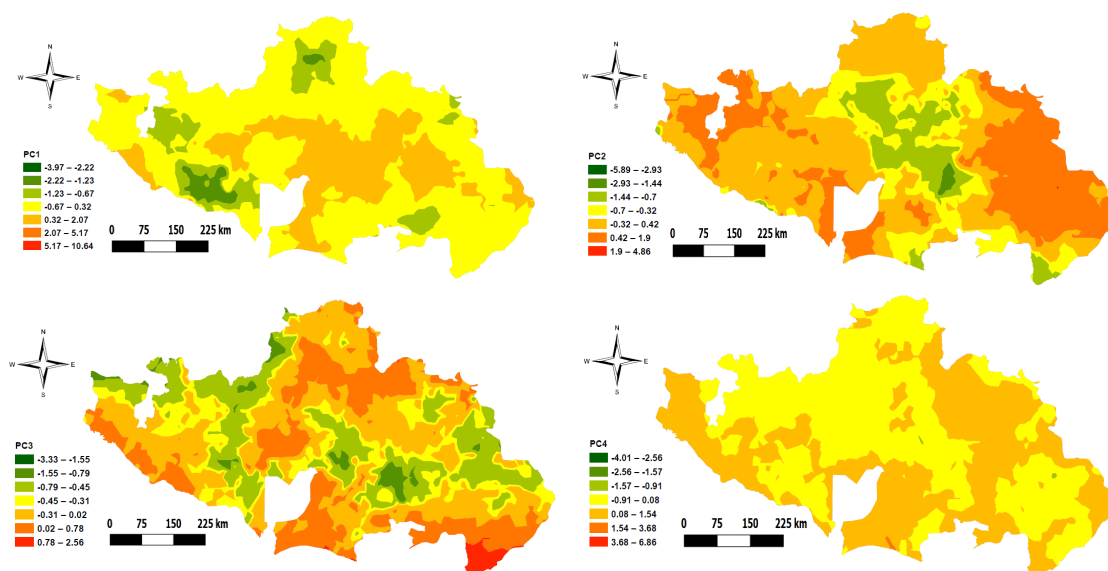 N
W E
S
PC1
-3.97 – -2.22
-2.22 – -1.23
-1.23 – -0.67
-0.67 – 0.32
0.32 – 2.07
2.07 – 5.17
5.17 – 10.64
0 75 150 225 km
N
W E
S
PC2
-5.89 – -2.93
-2.93 – -1.44
-1.44 – -0.7
-0.7 – -0.32
-0.32 – 0.42
0.42 – 1.9
1.9 – 4.86
0 75 150 225 km
N
W E
S
PC3
-3.33 – -1.55
-1.55 – -0.79
-0.79 – -0.45
-0.45 – -0.31
-0.31 – 0.02
0.02 – 0.78
0.78 – 2.56
0 75 150 225 km
N
W E
S
PC4
-4.01 – -2.56
-2.56 – -1.57
-1.57 – -0.91
-0.91 – 0.08
0.08 – 1.54
1.54 – 3.68
3.68 – 6.86
0 75 150 225 km